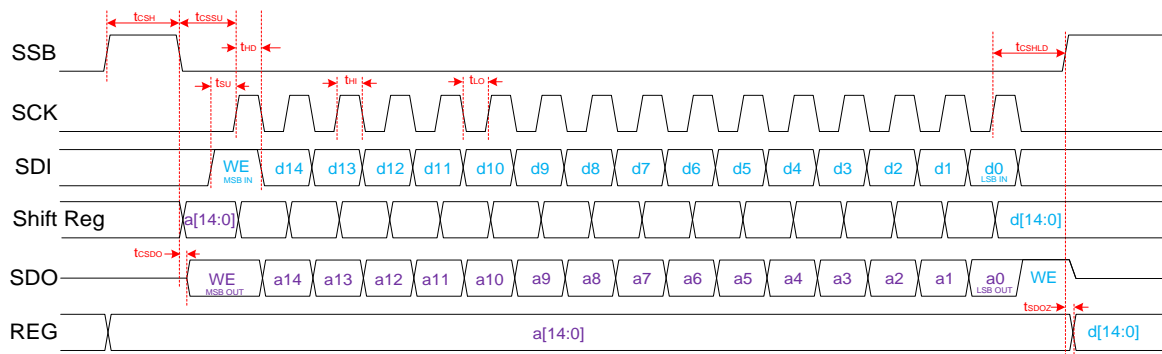 tCSH tCSSU
SSB tHD tCSHLD
tSU tHI tLO
SCK
SDI WE d14 d13 d12 d11 d10 d9 d8 d7 d6 d5 d4 d3 d2 d1 d0
MSB IN LSB IN
Shift Reg a[14:0] d[14:0]
tCSDO
SDO WE a14 a13 a12 a11 a10 a9 a8 a7 a6 a5 a4 a3 a2 a1 a0 WE
MSB OUT LSB OUT
tSDOZ
REG a[14:0] d[14:0]